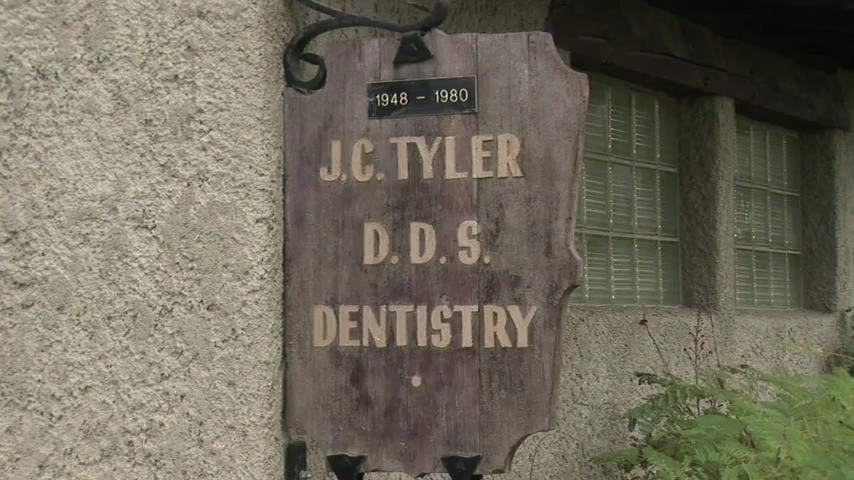 1948 - 1980
J.C. TYLER
D.D.S.
DENTISTRY